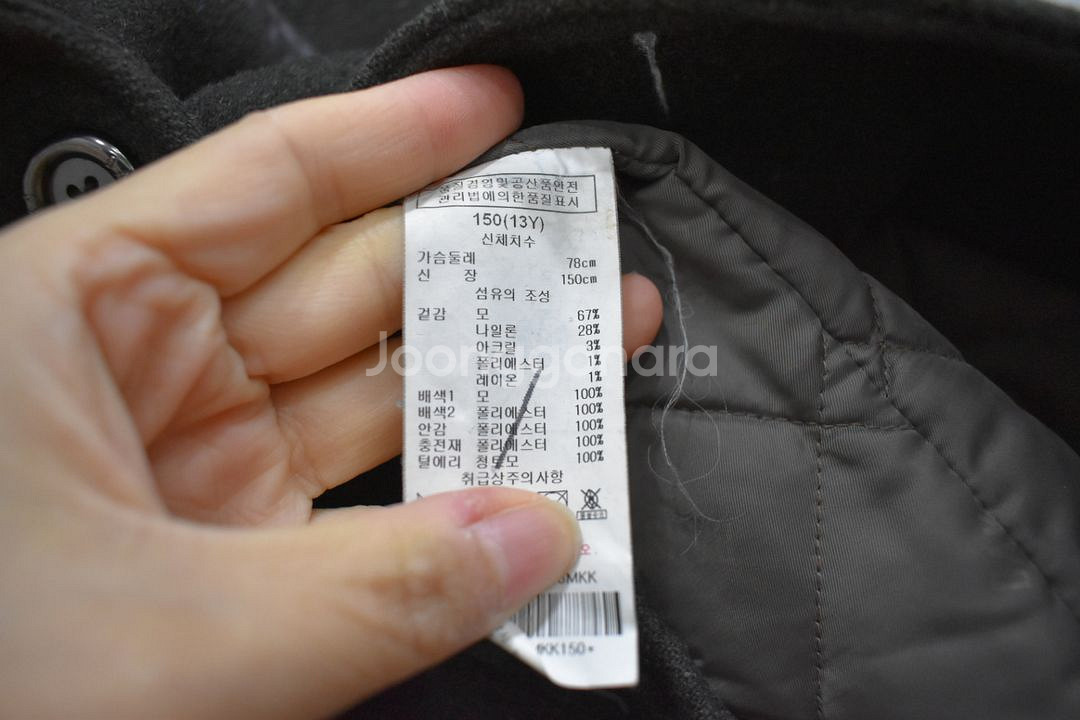 품질경영및공산품안전
관리법에의한품질표시
150(13Y)
신체치수
가슴둘레 78cm
신 장 150cm
섬유의 조성
겉감 모 67%
나일론 28%
아크릴 3%
폴리에스터 1%
레이온 1%
배색1 모 100%
배색2 폴리에스터 100%
안감 폴리에스터 100%
충전재 폴리에스터 100%
털에리 청토모 100%
취급상주의사항
오.
MKK
KK150*
Joonggonara